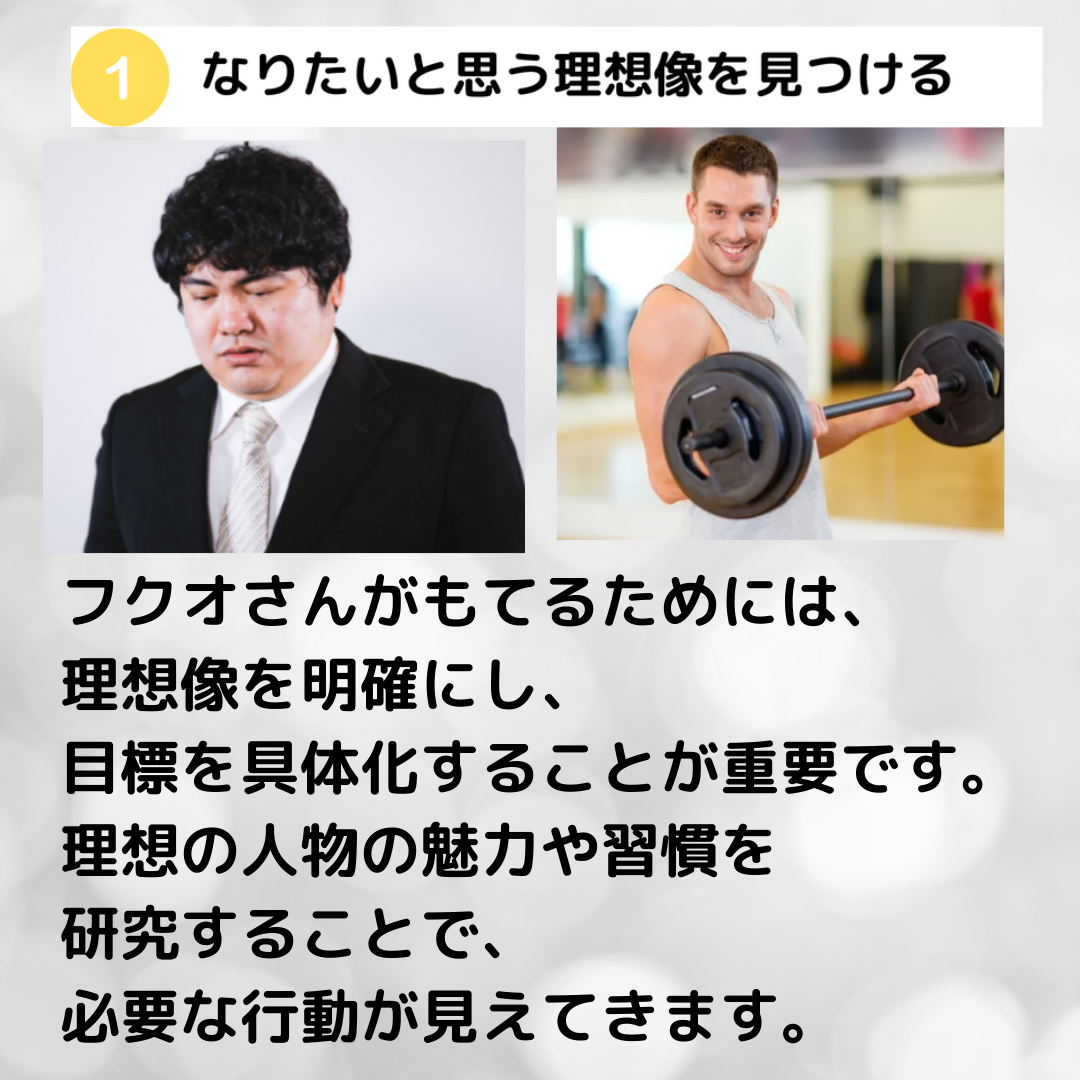 1 なりたいと思う理想像を見つける
フクオさんがもてるためには、
理想像を明確にし、
目標を具体化することが重要です。
理想の人物の魅力や習慣を
研究することで、
必要な行動が見えてきます。